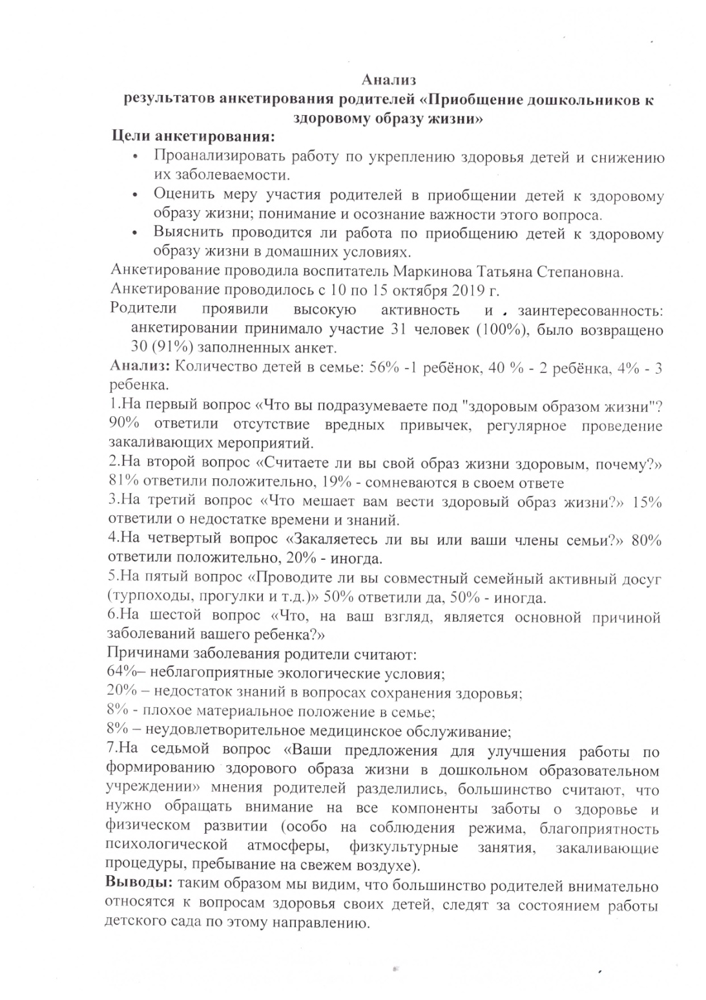 Анализ
результатов анкетирования родителей «Приобщение дошкольников к
здоровому образу жизни»
Цели анкетирования:
• Проанализировать работу по укреплению здоровья детей и снижению
их заболеваемости.
• Оценить меру участия родителей в приобщении детей к здоровому
образу жизни; понимание и осознание важности этого вопроса.
• Выяснить проводится ли работа по приобщению детей к здоровому
образу жизни в домашних условиях.
Анкетирование проводила воспитатель Маркинова Татьяна Степановна.
Анкетирование проводилось с 10 по 15 октября 2019 г.
Родители проявили высокую активность и заинтересованность:
анкетировании принимало участие 31 человек (100%), было возвращено
30 (91%) заполненных анкет.
Анализ: Количество детей в семье: 56% -1 ребёнок, 40 % - 2 ребёнка, 4% - 3
ребенка.
1.На первый вопрос «Что вы подразумеваете под "здоровым образом жизни"?
90% ответили отсутствие вредных привычек, регулярное проведение
закаливающих мероприятий.
2.На второй вопрос «Считаете ли вы свой образ жизни здоровым, почему?»
81% ответили положительно, 19% - сомневаются в своем ответе
3.На третий вопрос «Что мешает вам вести здоровый образ жизни?» 15%
ответили о недостатке времени и знаний.
4.На четвертый вопрос «Закаляетесь ли вы или ваши члены семьи?» 80%
ответили положительно, 20% - иногда.
5.На пятый вопрос «Проводите ли вы совместный семейный активный досуг
(турпоходы, прогулки и т.д.)» 50% ответили да, 50% - иногда.
6.На шестой вопрос «Что, на ваш взгляд, является основной причиной
заболеваний вашего ребенка?»
Причинами заболевания родители считают:
64%– неблагоприятные экологические условия;
20% – недостаток знаний в вопросах сохранения здоровья;
8% - плохое материальное положение в семье;
8% – неудовлетворительное медицинское обслуживание;
7.На седьмой вопрос «Ваши предложения для улучшения работы по
формированию здорового образа жизни в дошкольном образовательном
учреждении» мнения родителей разделились, большинство считают, что
нужно обращать внимание на все компоненты заботы о здоровье и
физическом развитии (особо на соблюдения режима, благоприятность
психологической атмосферы, физкультурные занятия, закаливающие
процедуры, пребывание на свежем воздухе).
Выводы: таким образом мы видим, что большинство родителей внимательно
относятся к вопросам здоровья своих детей, следят за состоянием работы
детского сада по этому направлению.